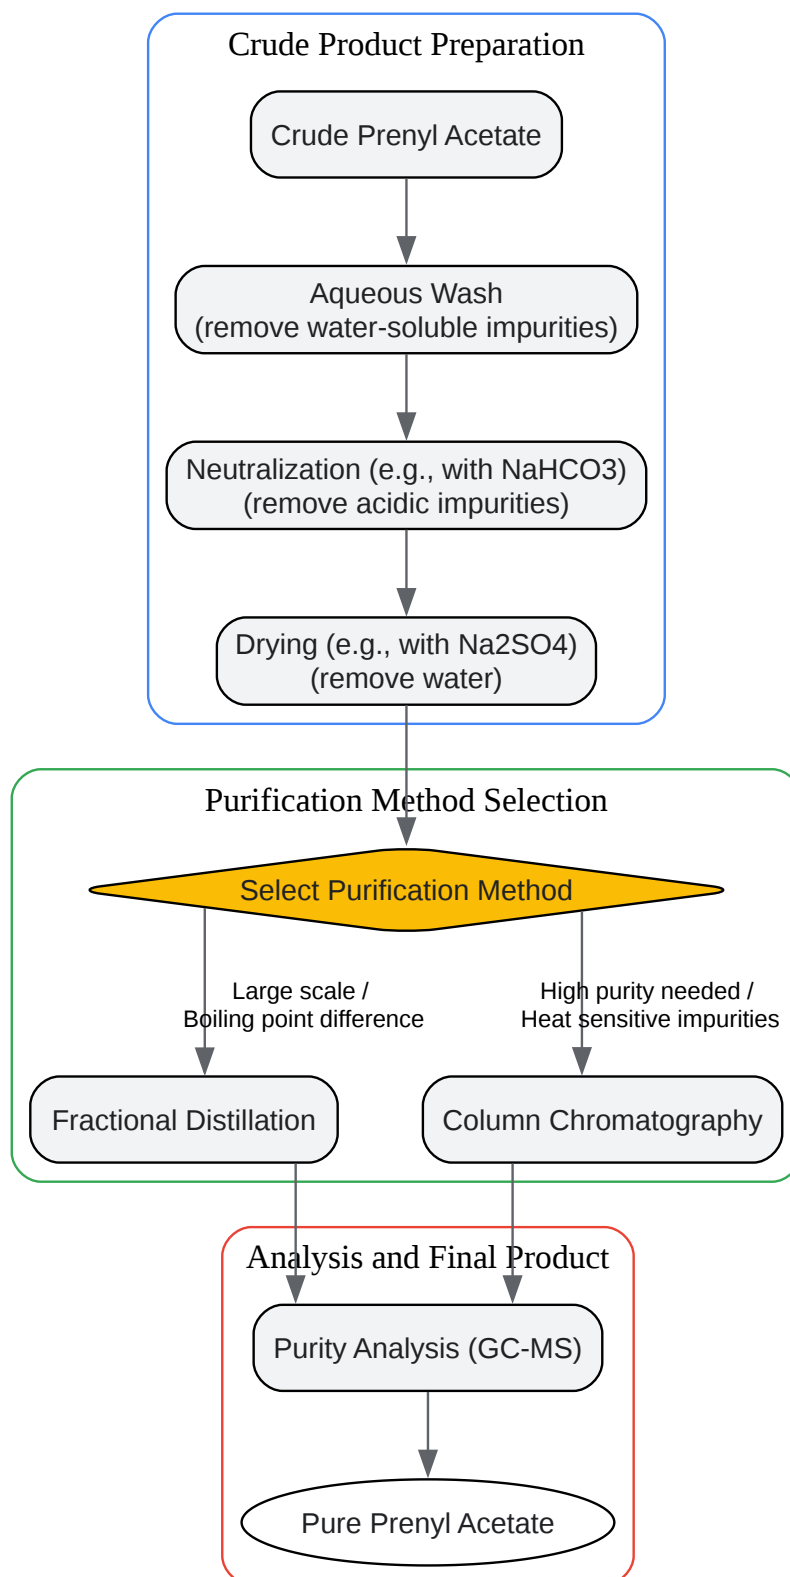 Crude Product Preparation
Crude Prenyl Acetate
Aqueous Wash
(remove water-soluble impurities)
Neutralization (e.g., with NaHCO3)
(remove acidic impurities)
Drying (e.g., with Na2SO4)
(remove water)
Purification Method Selection
Select Purification Method
Large scale /
Boiling point difference
High purity needed /
Heat sensitive impurities
Fractional Distillation
Column Chromatography
Analysis and Final Product
Purity Analysis (GC-MS)
Pure Prenyl Acetate